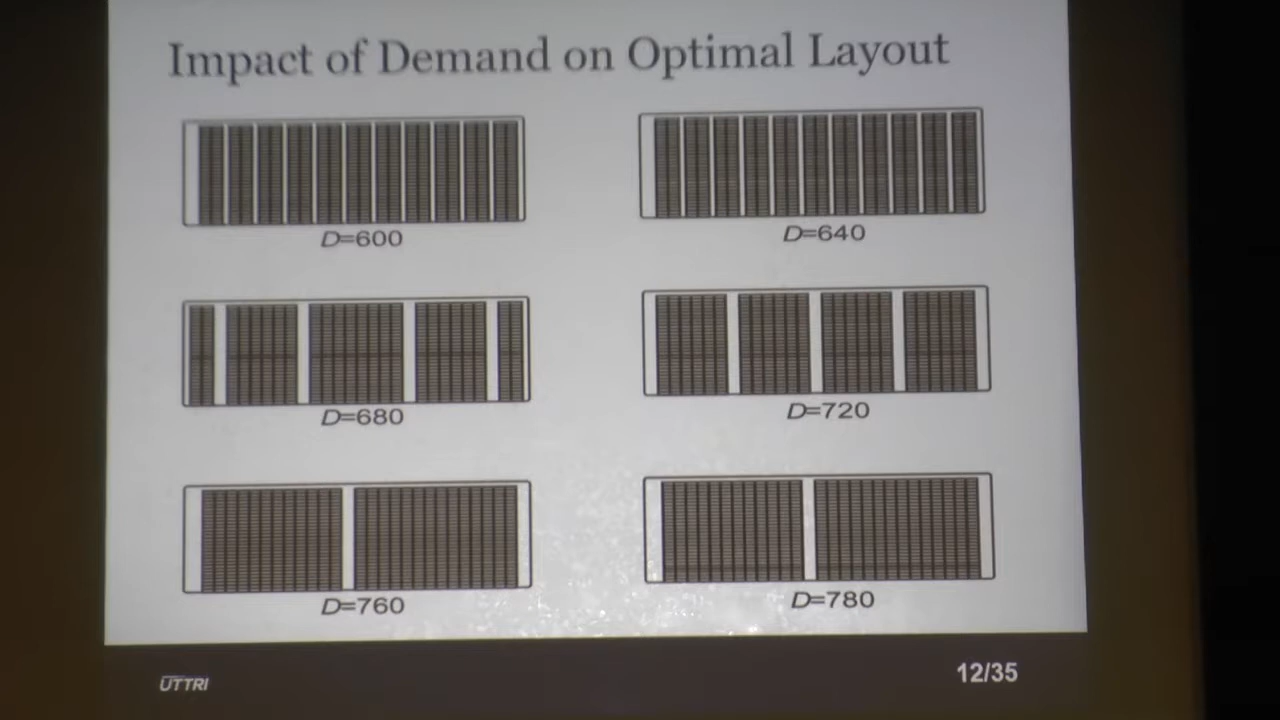 Impact of Demand on Optimal Layout
D=600
D=640
D=680
D=720
D=760
D=780
UTTRI
12/35